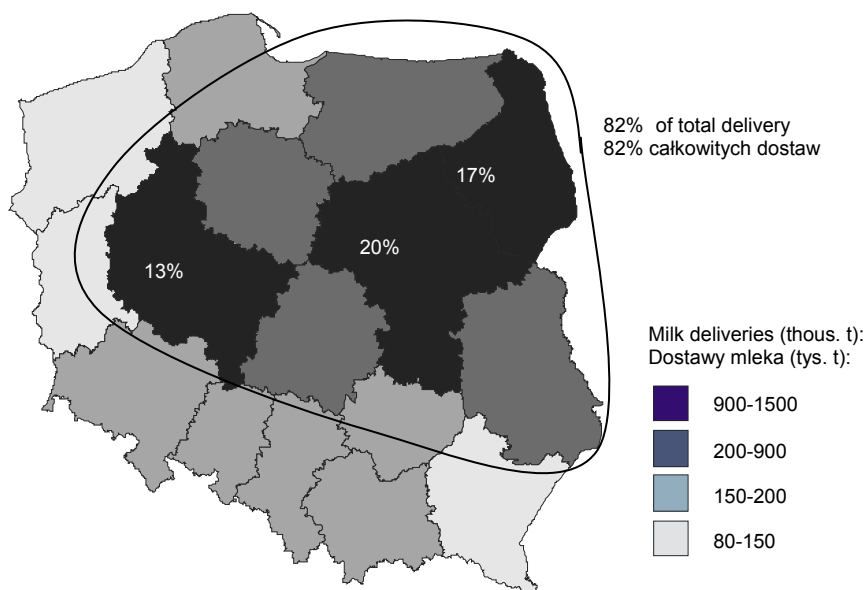 82% of total delivery
82% całkowitych dostaw
17%
20%
13%
Milk deliveries (thous. t):
Dostawy mleka (tys. t):
900-1500
200-900
150-200
80-150